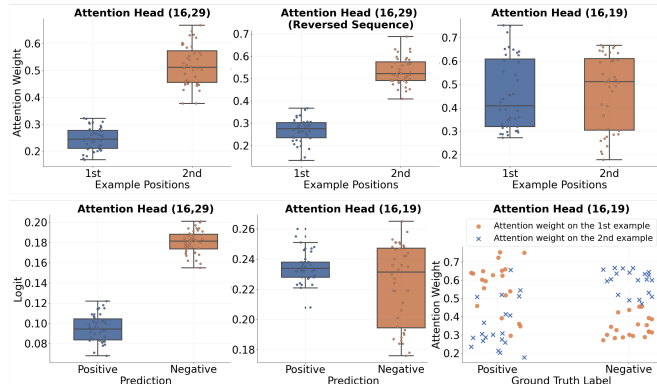 Attention Head (16,29)
Attention Weight
0.6
0.5
0.4
0.3
0.2
1st
2nd
Example Positions
Attention Head (16,29)
(Reversed Sequence)
0.7
0.6
0.5
0.4
0.3
0.2
1st
2nd
Example Positions
Attention Head (16,19)
0.7
0.6
0.5
0.4
0.3
0.2
1st
2nd
Example Positions
Attention Head (16,29)
Logit
0.20
0.18
0.16
0.14
0.12
0.10
0.08
Positive
Negative
Prediction
Attention Head (16,19)
0.26
0.24
0.22
0.20
0.18
Positive
Negative
Prediction
Attention Head (16,19)
Attention weight on the 1st example
Attention weight on the 2nd example
Attention Weight
0.7
0.6
0.5
0.4
0.3
0.2
Positive
Negative
Ground Truth Label